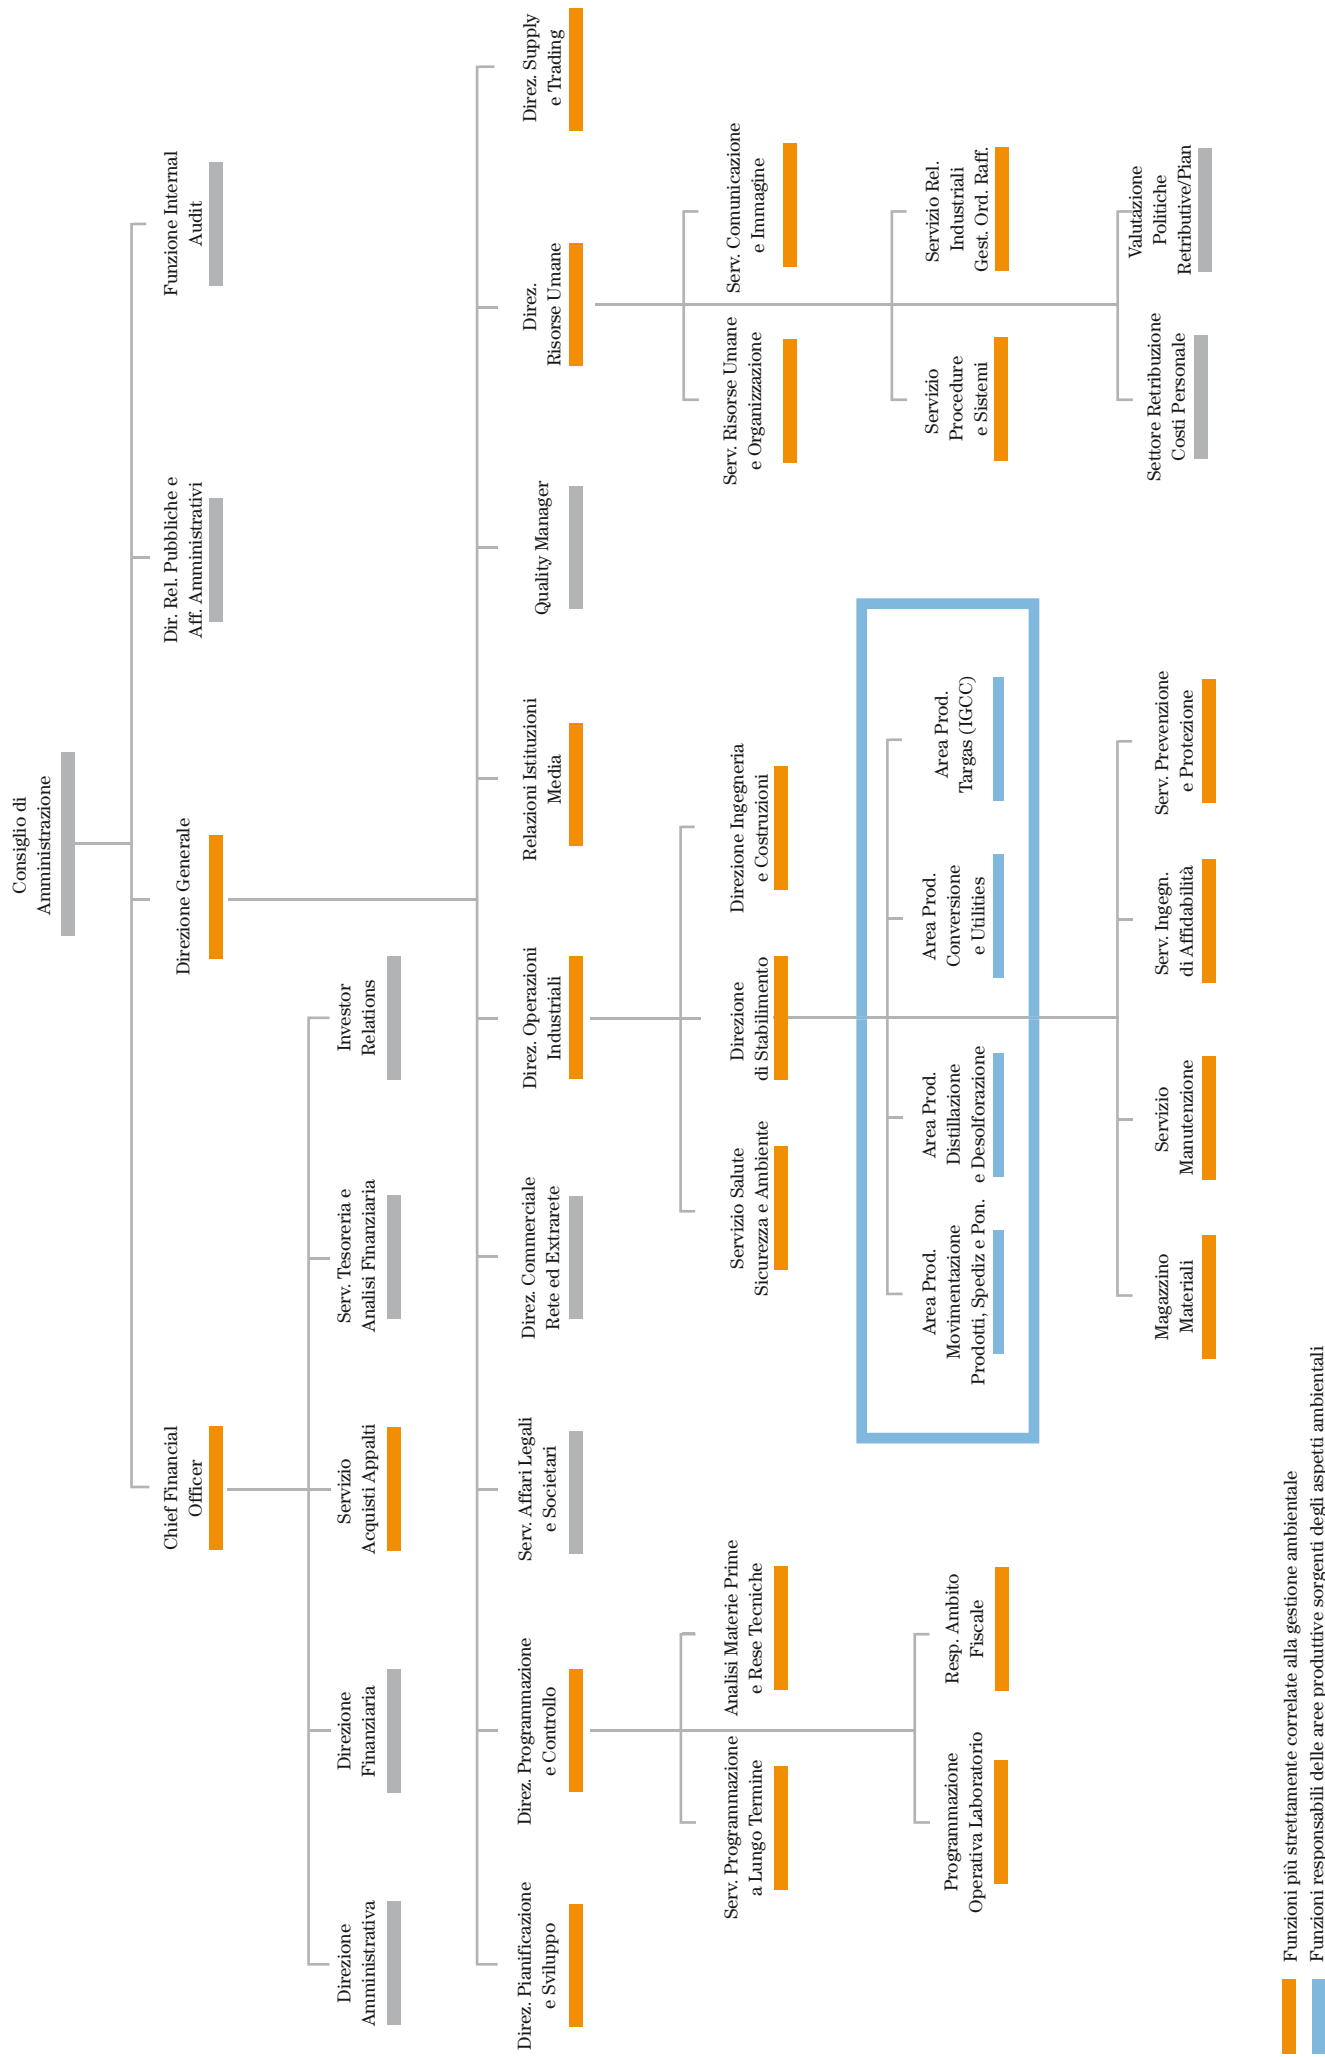 Consiglio di
Amministrazione
Chief Financial
Officer
Direzione Generale
Dir. Rel. Pubbliche e
Aff. Amministrativi
Funzione Internal
Audit
Direzione
Amministrativa
Direzione
Finanziaria
Servizio
Acquisti Appalti
Serv. Tesoreria e
Analisi Finanziaria
Investor
Relations
Direz. Pianificazione
e Sviluppo
Direz. Programmazione
e Controllo
Serv. Affari Legali
e Societari
Direz. Commerciale
Rete ed Extrarete
Direz. Operazioni
Industriali
Relazioni Istituzioni
Media
Quality Manager
Direz.
Risorse Umane
Direz. Supply
e Trading
Serv. Programmazione
a Lungo Termine
Analisi Materie Prime
e Rese Tecniche
Servizio Salute
Sicurezza e Ambiente
Direzione
di Stabilimento
Direzione Ingegneria
e Costruzioni
Serv. Risorse Umane
e Organizzazione
Serv. Comunicazione
e Immagine
Programmazione
Operativa Laboratorio
Resp. Ambito
Fiscale
Area Prod.
Movimentazione
Prodotti, Spediz e Pon.
Area Prod.
Distillazione
e Desolforazione
Area Prod.
Conversione
e Utilities
Area Prod.
Targas (IGCC)
Servizio
Procedure
e Sistemi
Servizio Rel.
Industriali
Gest. Ord. Raff.
Magazzino
Materiali
Servizio
Manutenzione
Serv. Ingegn.
di Affidabilità
Serv. Prevenzione
e Protezione
Settore Retribuzione
Costi Personale
Valutazione
Politiche
Retributive/Pian
Funzioni più strettamente correlate alla gestione ambientale
Funzioni responsabili delle aree produttive sorgenti degli aspetti ambientali